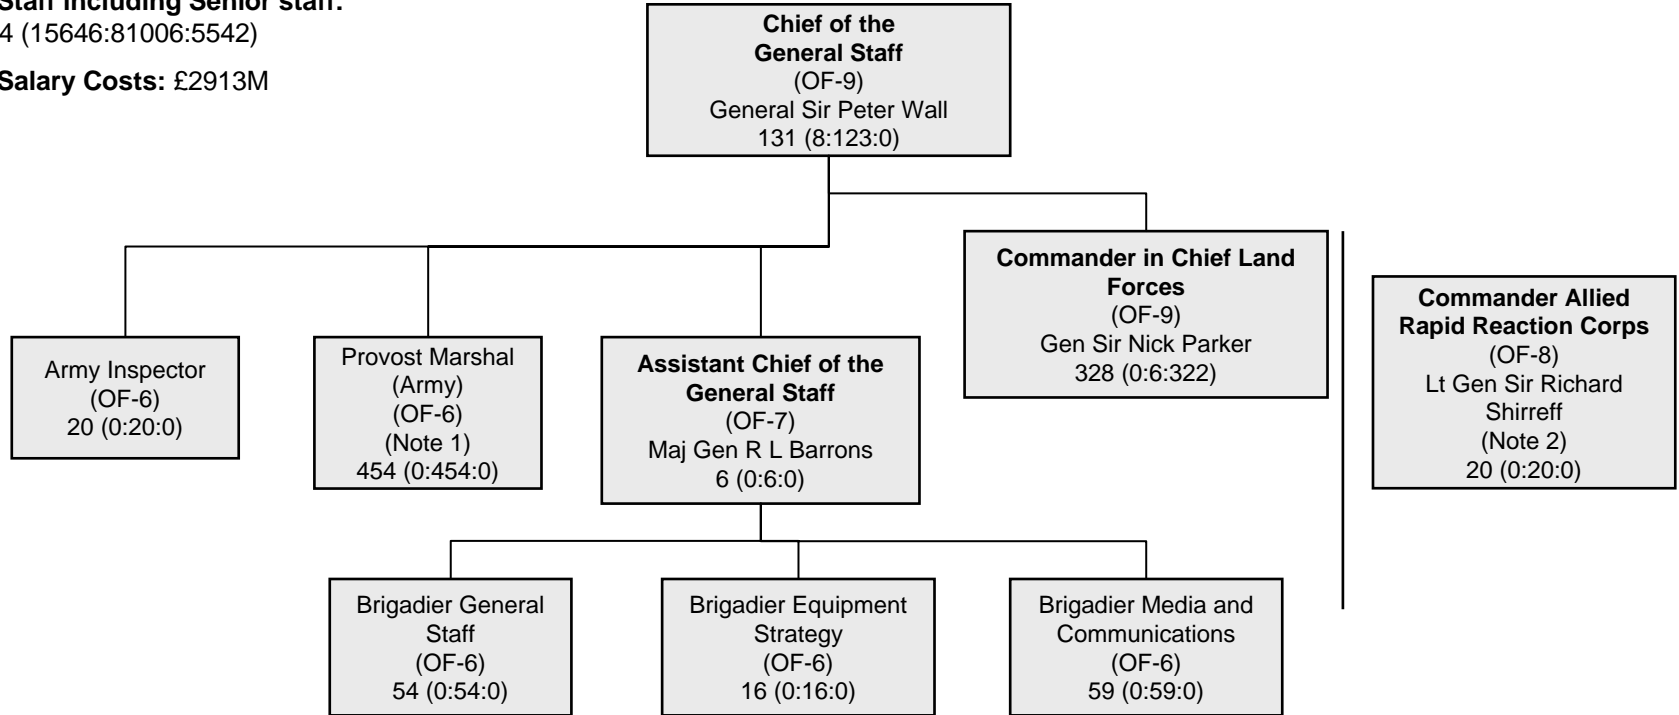 Staff including Senior staff:
4 (15646:81006:5542)
Salary Costs: £2913M
Chief of the
General Staff
(OF-9)
General Sir Peter Wall
131 (8:123:0)
Commander in Chief Land
Forces
(OF-9)
Gen Sir Nick Parker
328 (0:6:322)
Commander Allied
Rapid Reaction Corps
(OF-8)
Lt Gen Sir Richard
Shirreff
(Note 2)
20 (0:20:0)
Army Inspector
(OF-6)
20 (0:20:0)
Provost Marshal
(Army)
(OF-6)
(Note 1)
454 (0:454:0)
Assistant Chief of the
General Staff
(OF-7)
Maj Gen R L Barrons
6 (0:6:0)
Brigadier General
Staff
(OF-6)
54 (0:54:0)
Brigadier Equipment
Strategy
(OF-6)
16 (0:16:0)
Brigadier Media and
Communications
(OF-6)
59 (0:59:0)